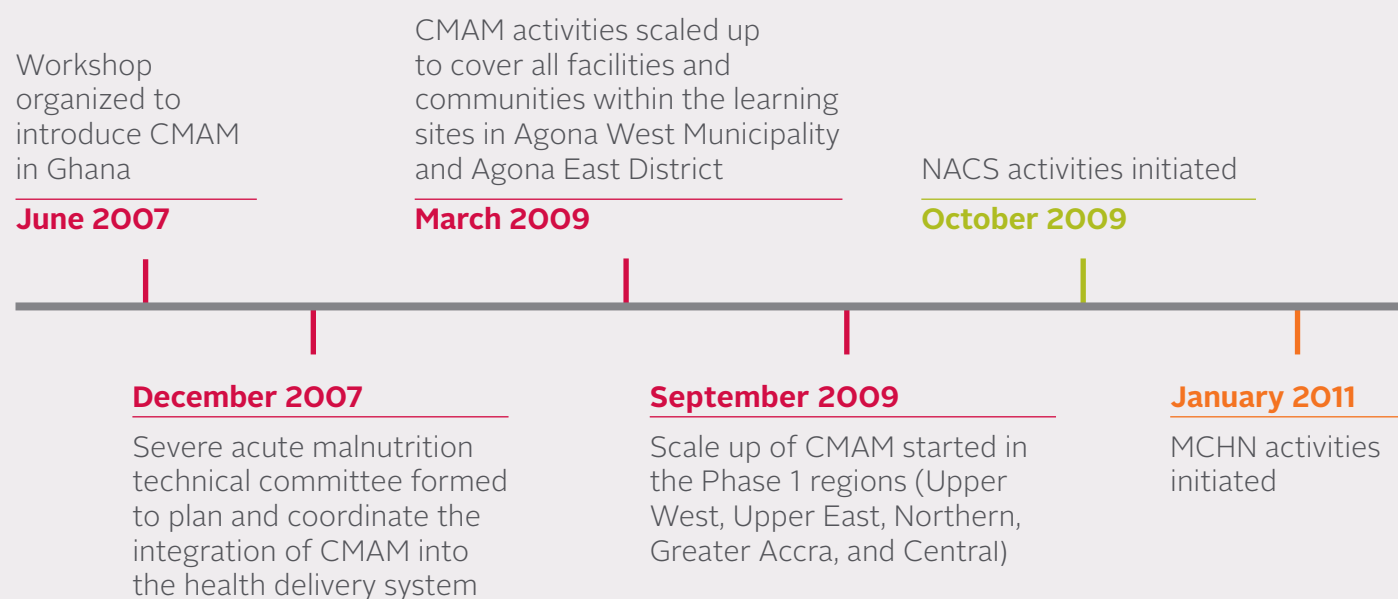 Workshop
organized to
introduce CMAM
in Ghana
June 2007
CMAM activities scaled up
to cover all facilities and
communities within the learning
sites in Agona West Municipality
and Agona East District
March 2009
NACS activities initiated
October 2009
December 2007
Severe acute malnutrition
technical committee formed
to plan and coordinate the
integration of CMAM into
the health delivery system
September 2009
Scale up of CMAM started in
the Phase 1 regions (Upper
West, Upper East, Northern,
Greater Accra, and Central)
January 2011
MCHN activities
initiated